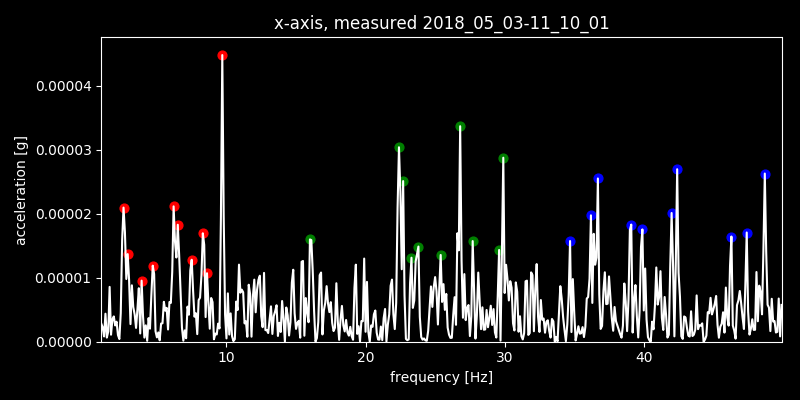 x-axis, measured 2018_05_03-11_10_01
acceleration [g]
0.00004
0.00003
0.00002
0.00001
0.00000
10 20 30 40
frequency [Hz]